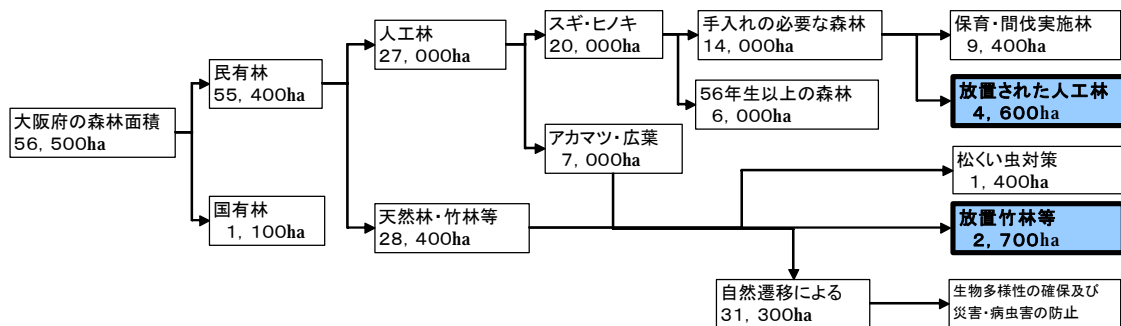 大阪府の森林面積
56，500ha
民有林
55，400ha
国有林
1，100ha
人工林
27，000ha
天然林・竹林等
28，400ha
スギ・ヒノキ
20，000ha
アカマツ・広葉
7，000ha
手入れの必要な森林
14，000ha
56年生以上の森林
6，000ha
自然遷移による
31，300ha
保育・間伐実施林
9，400ha
放置された人工林
4，600ha
松くい虫対策
1，400ha
放置竹林等
2，700ha
生物多様性の確保及び
災害・病虫害の防止